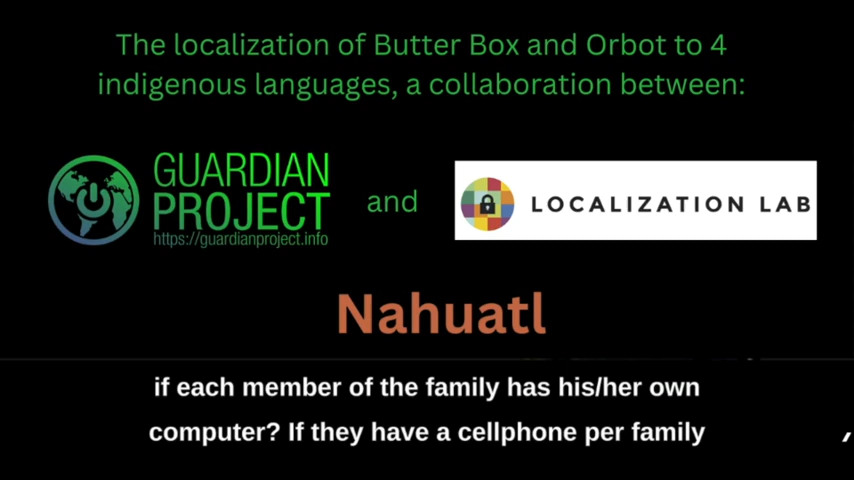 The localization of Butter Box and Orbot to 4
indigenous languages, a collaboration between:
GUARDIAN
PROJECT
https://guardianproject.info
and
LOCALIZATION LAB
Nahuatl
if each member of the family has his/her own
computer? If they have a cellphone per family
,